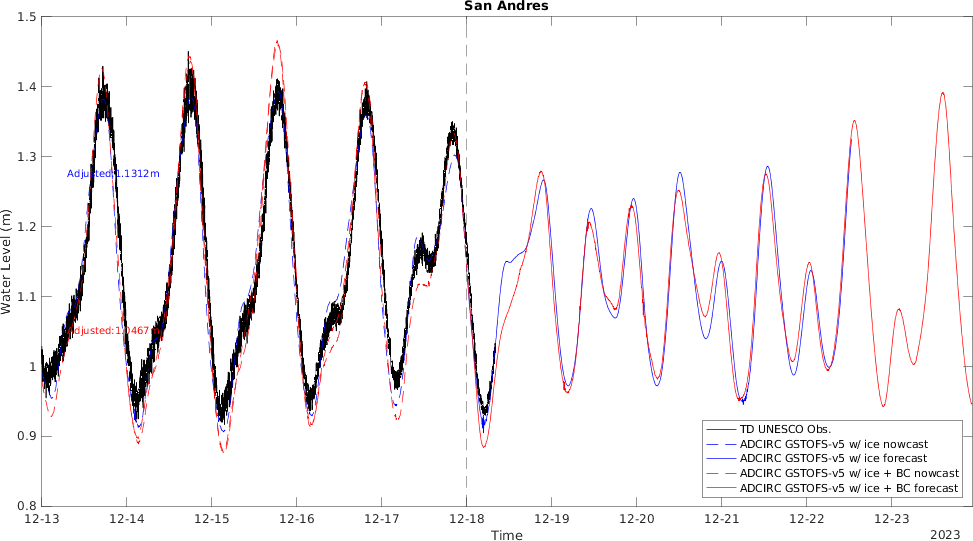 San Andres
1.5
1.4
1.3
1.2
1.1
1
0.9
0.8
Water Level (m)
Adjusted:1.1312m
Adjusted:1.0467m
TD UNESCO Obs.
ADCIRC GSTOFS-v5 w/ ice nowcast
ADCIRC GSTOFS-v5 w/ ice forecast
ADCIRC GSTOFS-v5 w/ ice + BC nowcast
ADCIRC GSTOFS-v5 w/ ice + BC forecast
12-13 12-14 12-15 12-16 12-17 12-18 12-19 12-20 12-21 12-22 12-23
Time
2023